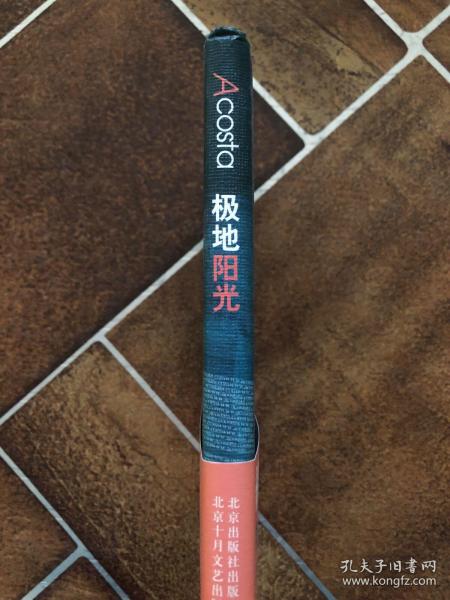 Acosta
极地阳光
北京出版社出版
北京十月文艺出
孔夫子旧书网
www.kongfz.com